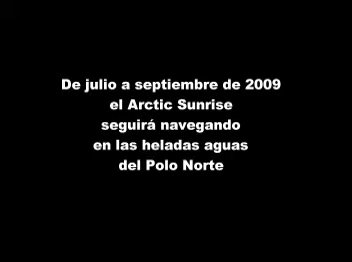 De julio a septiembre de 2009
el Arctic Sunrise
seguirá navegando
en las heladas aguas
del Polo Norte